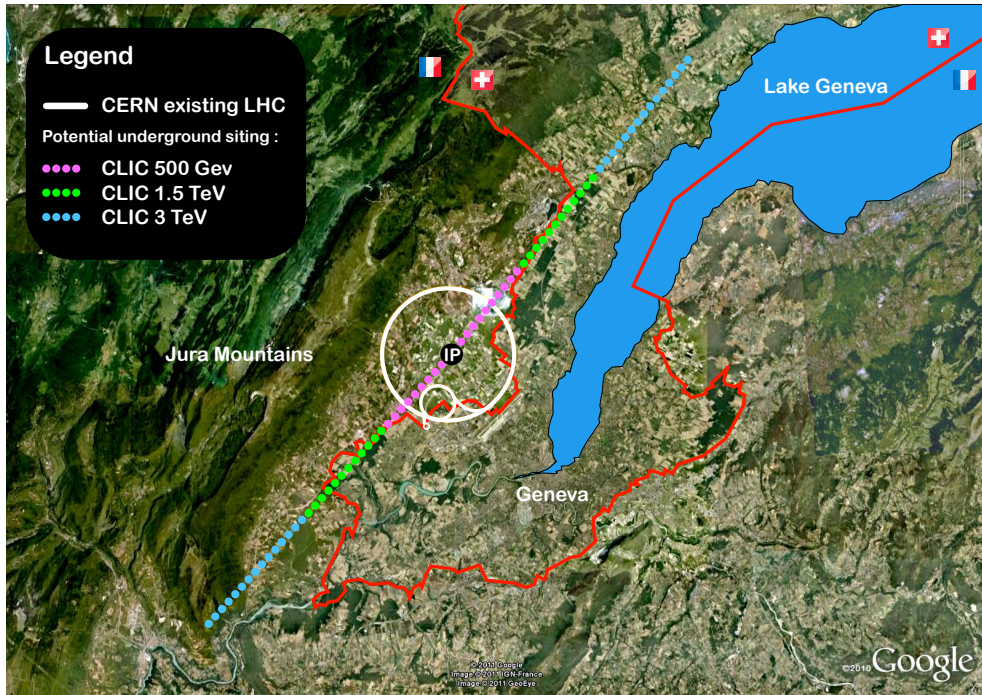 Legend
CERN existing LHC
Potential underground siting :
CLIC 500 Gev
CLIC 1.5 TeV
CLIC 3 TeV
Lake Geneva
Jura Mountains
IP
Geneva
©2011 Google
Image © 2011 IGN-France
Image © 2011 GeoEye
©2010 Google